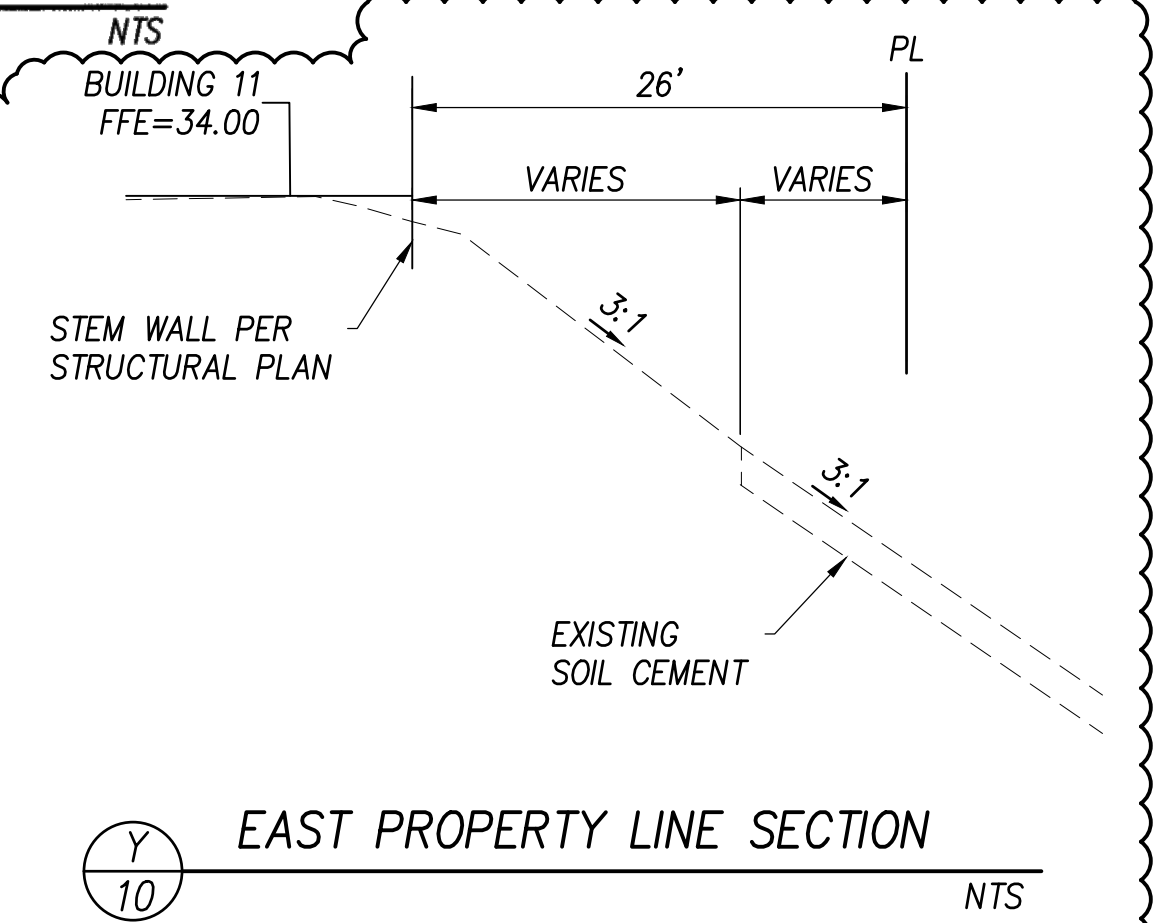 NTS
BUILDING 11
FFE=34.00
PL
26'
VARIES
VARIES
STEM WALL PER
STRUCTURAL PLAN
3:1
3:1
EXISTING
SOIL CEMENT
Y
10
EAST PROPERTY LINE SECTION
NTS